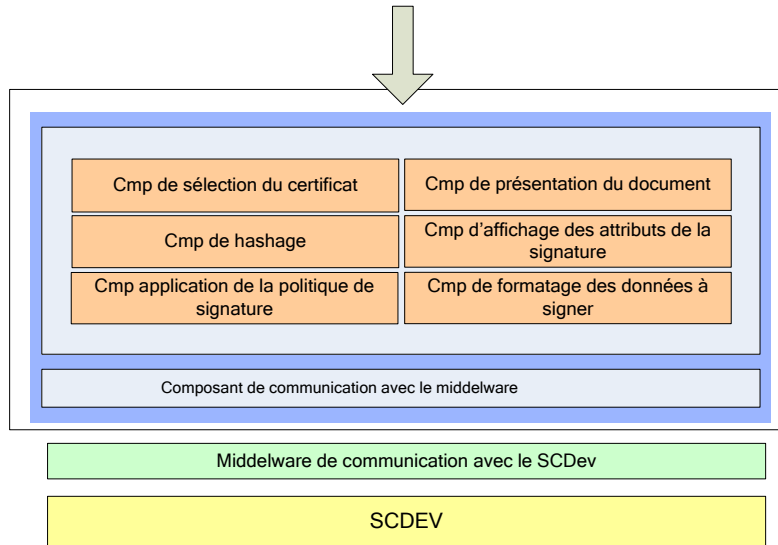 Cmp de sélection du certificat
Cmp de présentation du document
Cmp de hashage
Cmp d'affichage des attributs de la
signature
Cmp application de la politique de
signature
Cmp de formatage des données à
signer
Composant de communication avec le middelware
Middelware de communication avec le SCDev
SCDEV